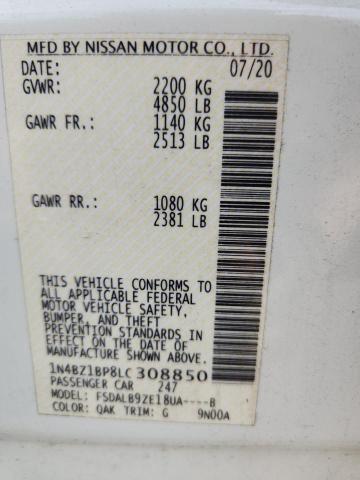 MFD BY NISSAN MOTOR CO., LTD.
DATE: 07/20
GVWR: 2200 KG
4850 LB
GAWR FR.: 1140 KG
2513 LB
GAWR RR.: 1080 KG
2381 LB
THIS VEHICLE CONFORMS TO
ALL APPLICABLE FEDERAL
MOTOR VEHICLE SAFETY,
BUMPER, AND THEFT
PREVENTION STANDARDS IN
EFFECT ON THE DATE OF
MANUFACTURE SHOWN ABOVE.
1N4BZ1BP8LC308850
PASSENGER CAR 247
MODEL: FSDALB9ZE18UA----B
COLOR: QAK TRIM: G 9N00A